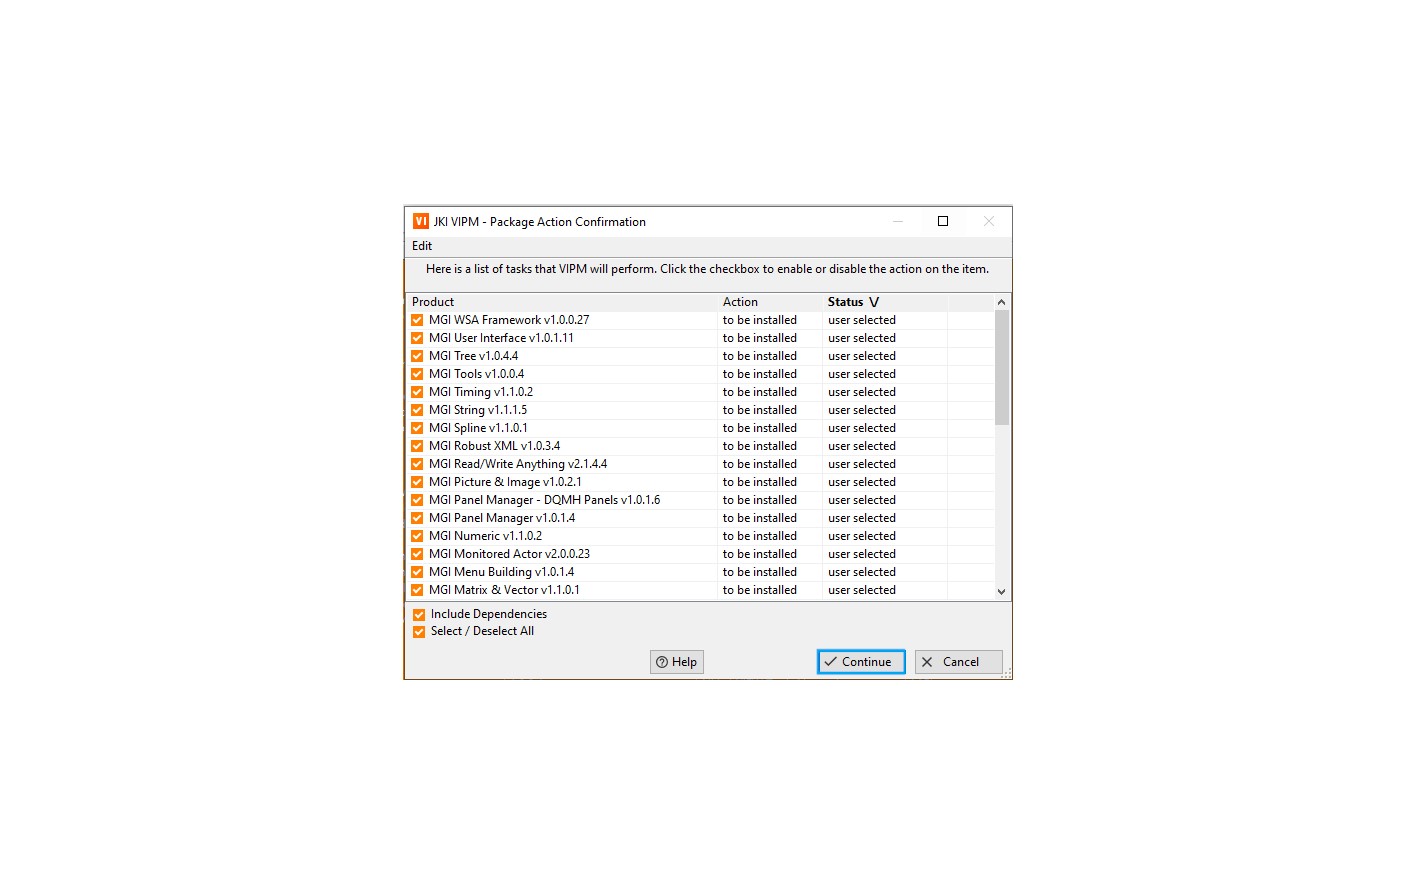 VI JKI VIPM - Package Action Confirmation
Edit
Here is a list of tasks that VIPM will perform. Click the checkbox to enable or disable the action on the item.
Product Action Status V
MGI WSA Framework v1.0.0.27 to be installed user selected
MGI User Interface v1.0.1.11 to be installed user selected
MGI Tree v1.0.4.4 to be installed user selected
MGI Tools v1.0.0.4 to be installed user selected
MGI Timing v1.1.0.2 to be installed user selected
MGI String v1.1.1.5 to be installed user selected
MGI Spline v1.1.0.1 to be installed user selected
MGI Robust XML v1.0.3.4 to be installed user selected
MGI Read/Write Anything v2.1.4.4 to be installed user selected
MGI Picture & Image v1.0.2.1 to be installed user selected
MGI Panel Manager - DQMH Panels v1.0.1.6 to be installed user selected
MGI Panel Manager v1.0.1.4 to be installed user selected
MGI Numeric v1.1.0.2 to be installed user selected
MGI Monitored Actor v2.0.0.23 to be installed user selected
MGI Menu Building v1.0.1.4 to be installed user selected
MGI Matrix & Vector v1.1.0.1 to be installed user selected
Include Dependencies
Select / Deselect All
Help Continue Cancel